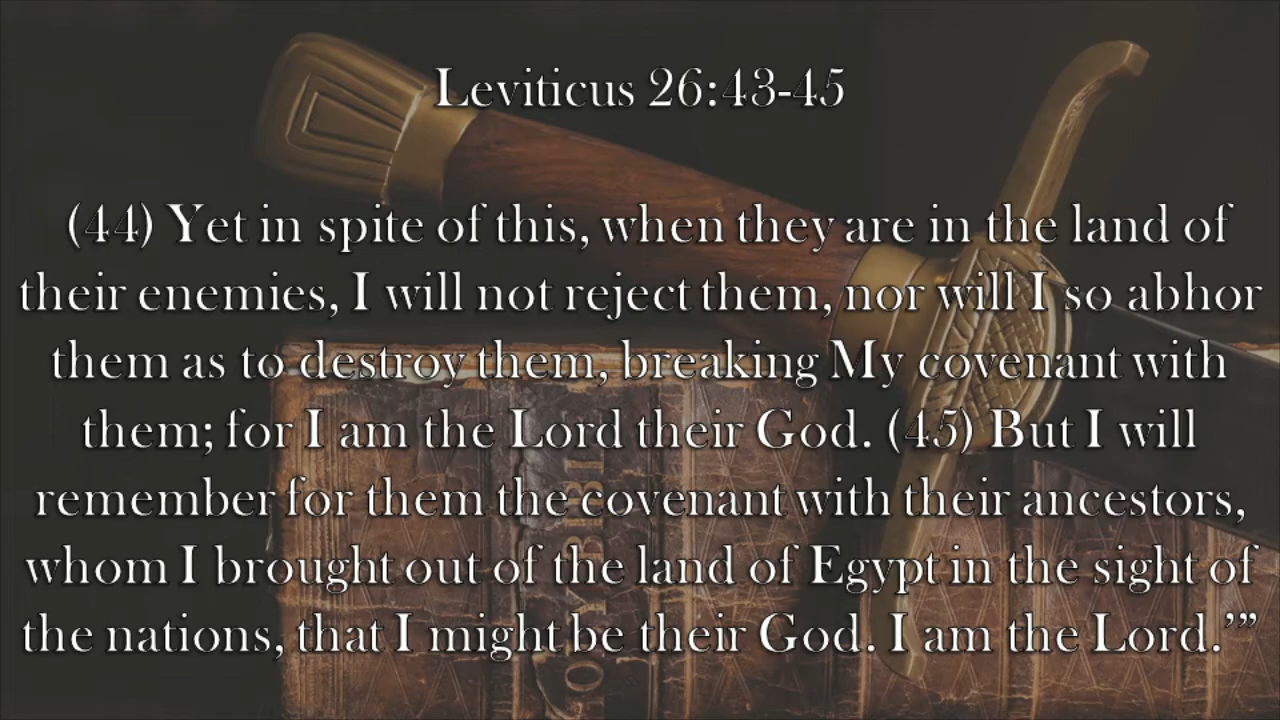 Leviticus 26:43-45
(44) Yet in spite of this, when they are in the land of
their enemies, I will not reject them, nor will I so abhor
them as to destroy them, breaking My covenant with
them; for I am the Lord their God. (45) But I will
remember for them the covenant with their ancestors,
whom I brought out of the land of Egypt in the sight of
the nations, that I might be their God. I am the Lord.’”
OLY BIBL